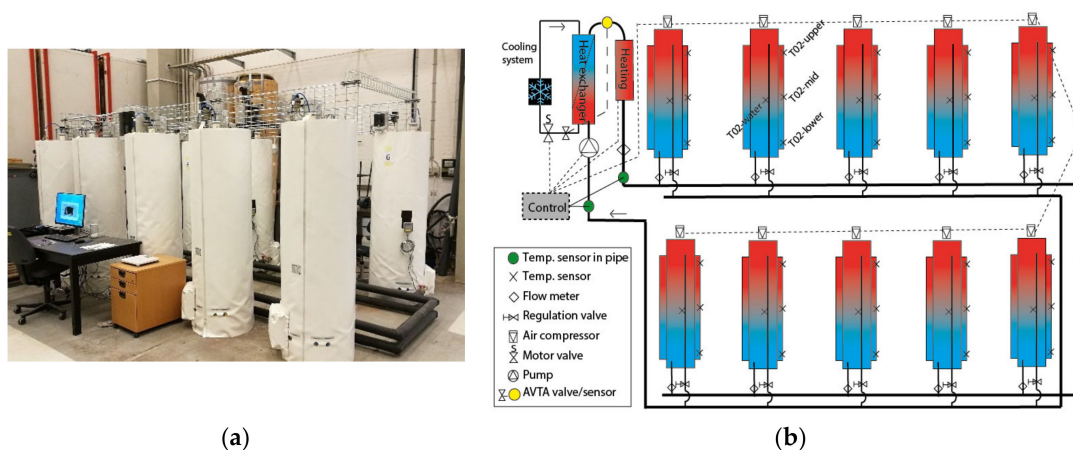 Cooling
system
Heat exchanger
Heating
S
Control
T02-upper
T02-mid
T02-water
T02-lower
Temp. sensor in pipe
Temp. sensor
Flow meter
Regulation valve
Air compressor
S
Motor valve
Pump
AVTA valve/sensor
G
(a)
(b)